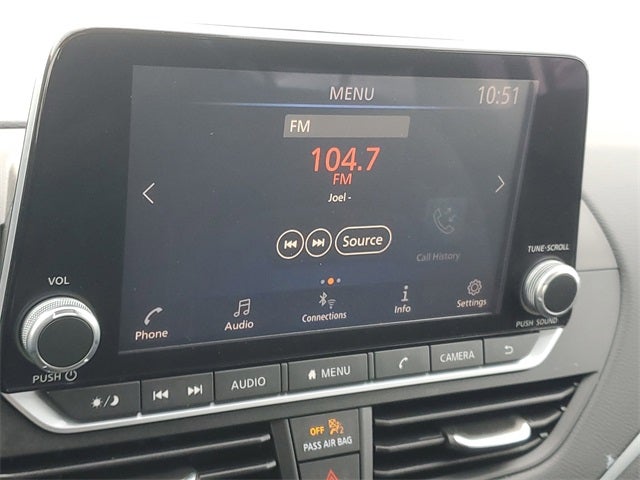 MENU
10:51
FM
104.7
FM
Joel -
Source
Call History
Phone
Audio
Connections
Info
Settings
VOL
PUSH
TUNE·SCROLL
PUSH SOUND
AUDIO
MENU
CAMERA
OFF
2
PASS AIR BAG